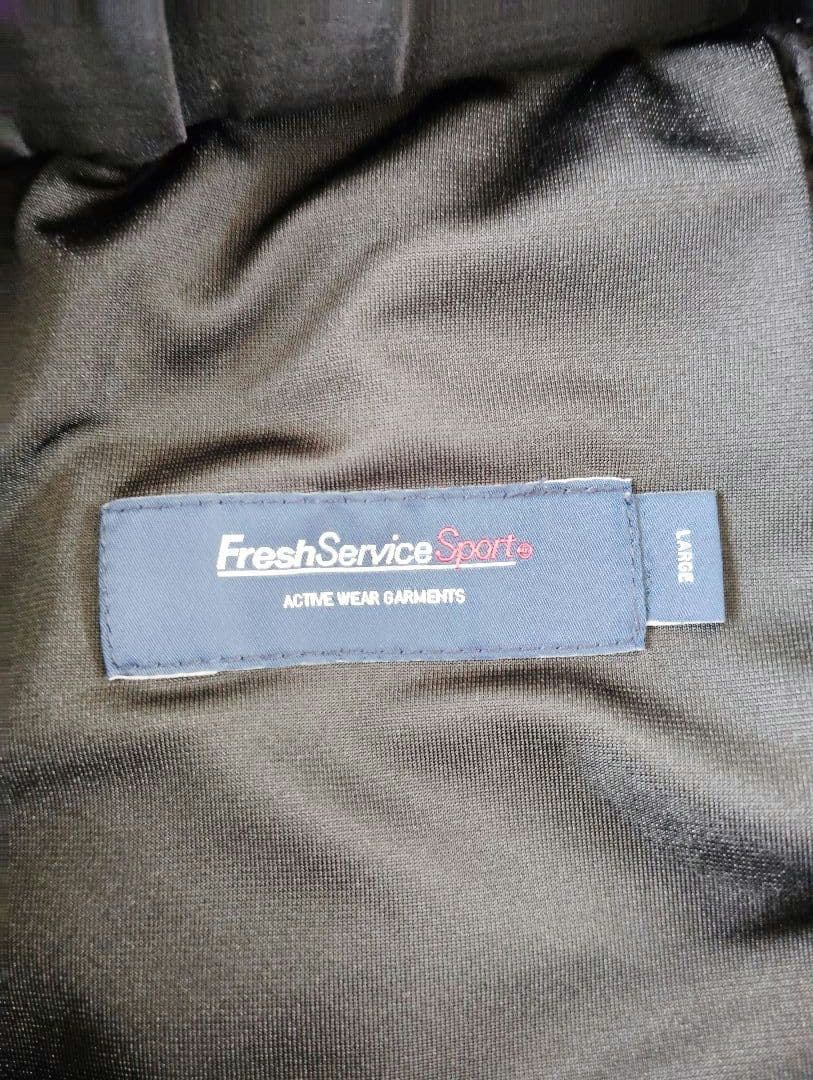 FreshServiceSport
ACTIVE WEAR GARMENTS
LARGE